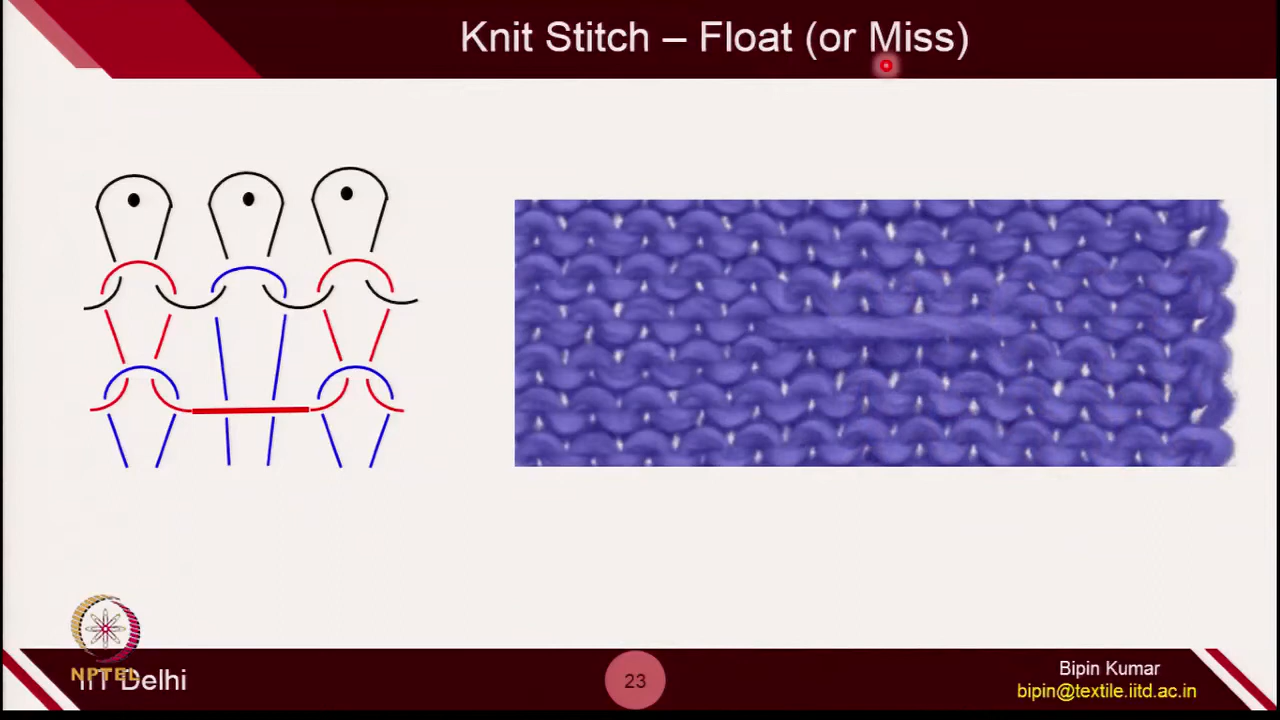 Knit Stitch – Float (or Miss)
NPTEL
IIT Delhi
23
Bipin Kumar
bipin@textile.iitd.ac.in